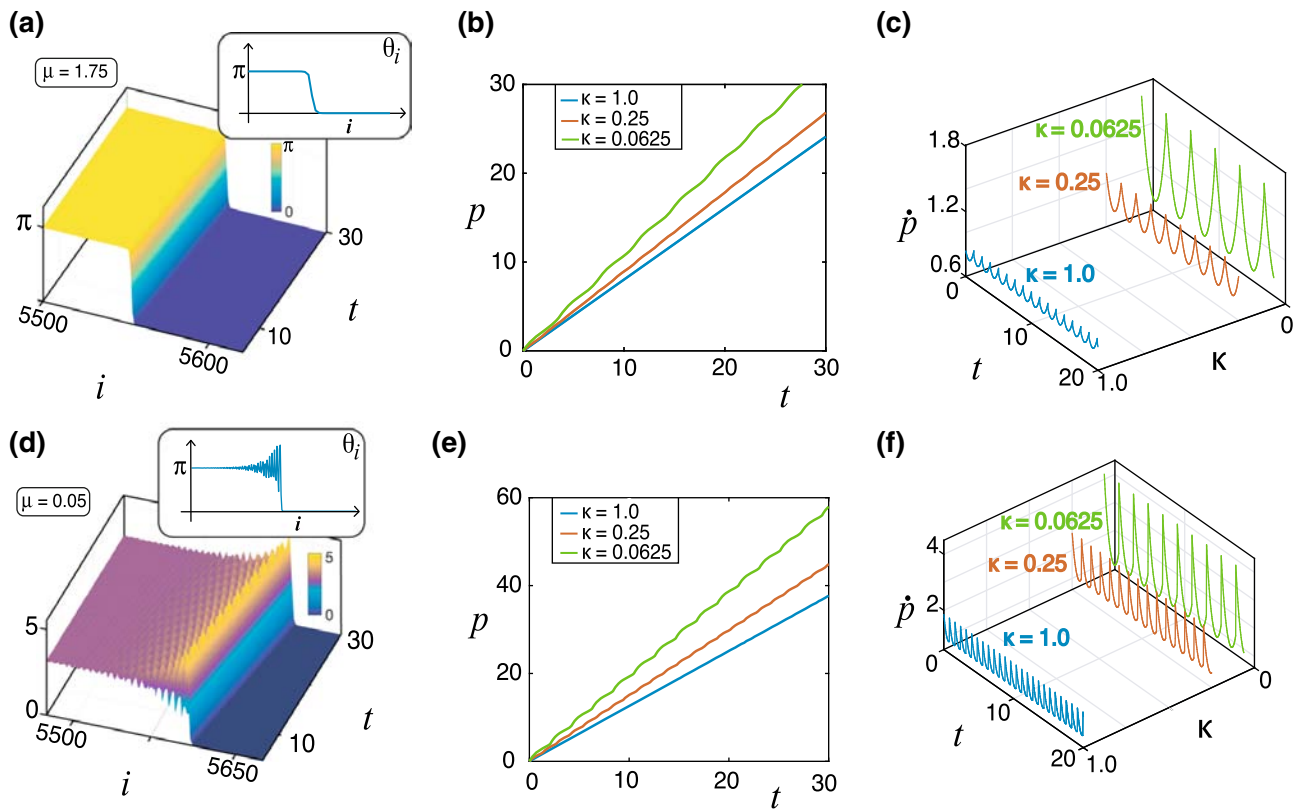 (a)
μ = 1.75
θi
π
i
π
0
π
5500
5600
i
10
30
t
(b)
30
20
10
0
p
κ = 1.0
κ = 0.25
κ = 0.0625
0
10
20
30
t
(c)
1.8
1.2
0.6
ṗ
κ = 0.0625
κ = 0.25
κ = 1.0
0
10
20
t
1.0
κ
0
(d)
μ = 0.05
θi
π
i
5
0
5
0
5500
5650
i
10
30
t
(e)
60
40
20
0
p
κ = 1.0
κ = 0.25
κ = 0.0625
0
10
20
30
t
(f)
4
2
0
ṗ
κ = 0.0625
κ = 0.25
κ = 1.0
0
10
20
t
1.0
κ
0